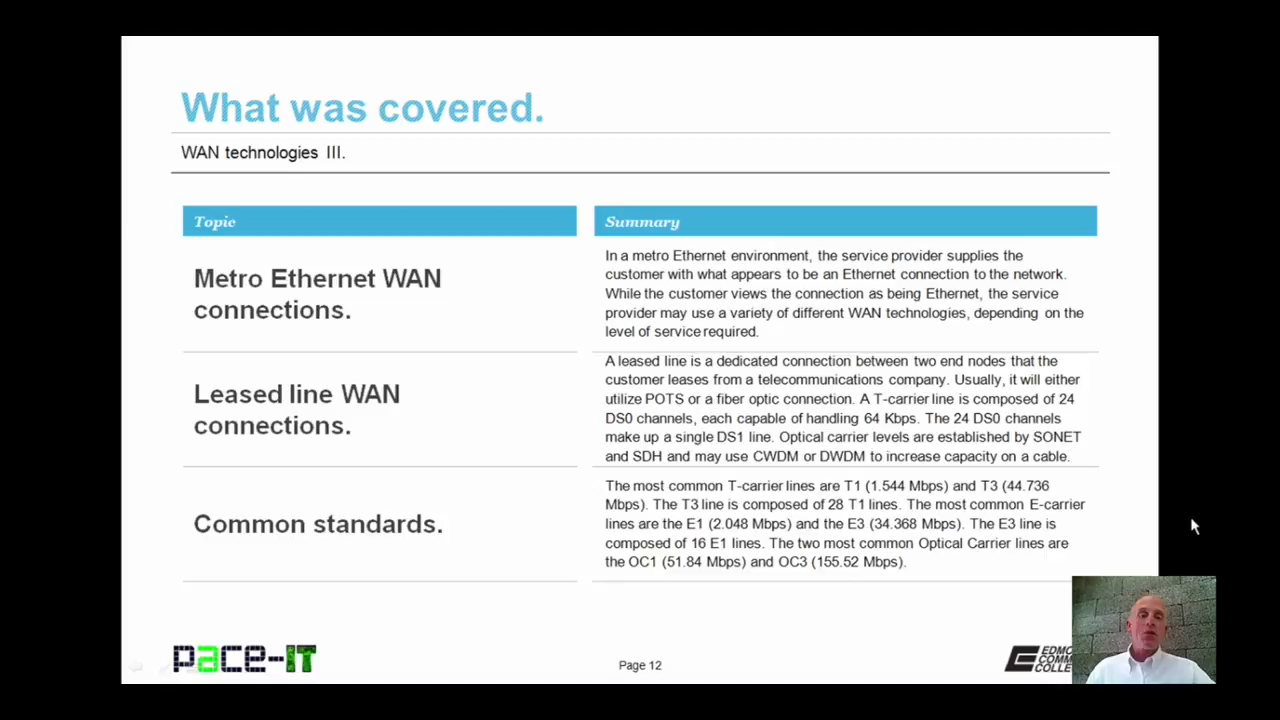 What was covered.
WAN technologies III.
Topic
Summary
Metro Ethernet WAN
connections.
In a metro Ethernet environment, the service provider supplies the
customer with what appears to be an Ethernet connection to the network.
While the customer views the connection as being Ethernet, the service
provider may use a variety of different WAN technologies, depending on the
level of service required.
Leased line WAN
connections.
A leased line is a dedicated connection between two end nodes that the
customer leases from a telecommunications company. Usually, it will either
utilize POTS or a fiber optic connection. A T-carrier line is composed of 24
DS0 channels, each capable of handling 64 Kbps. The 24 DS0 channels
make up a single DS1 line. Optical carrier levels are established by SONET
and SDH and may use CWDM or DWDM to increase capacity on a cable.
Common standards.
The most common T-carrier lines are T1 (1.544 Mbps) and T3 (44.736
Mbps). The T3 line is composed of 28 T1 lines. The most common E-carrier
lines are the E1 (2.048 Mbps) and the E3 (34.368 Mbps). The E3 line is
composed of 16 E1 lines. The two most common Optical Carrier lines are
the OC1 (51.84 Mbps) and OC3 (155.52 Mbps).
pace-IT
Page 12